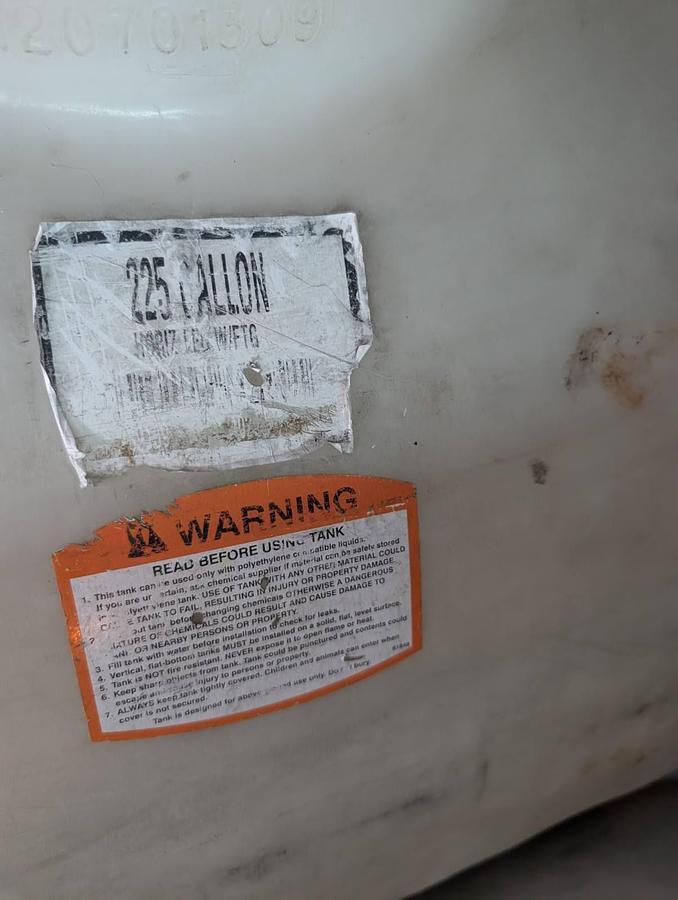 20701309
225 GALLON
W/FTG
WARNING
READ BEFORE USING TANK
1. This tank can be used only with polyethylene compatible liquids.
If you are uncertain, ask chemical supplier if material can be safely stored
in polyethylene tank. USE OF TANK WITH ANY OTHER MATERIAL COULD
TANK TO FAIL, RESULTING IN INJURY OR PROPERTY DAMAGE.
out tank before changing chemicals OTHERWISE A DANGEROUS
MIXTURE OF CHEMICALS COULD RESULT AND CAUSE DAMAGE TO
OR NEARBY PERSONS OR PROPERTY.
3. Fill tank with water before installation to check for leaks.
4. Vertical, flat-bottom tanks MUST be installed on a solid, flat, level surface.
5. Tank is NOT fire resistant. NEVER expose it to open flame or heat.
6. Keep sharp objects from tank. Tank could be punctured and contents could
escape and cause injury to persons or property.
7. ALWAYS keep tank tightly covered. Children and animals can enter when
cover is not secured.
Tank is designed for above ground use only. Do not bury.